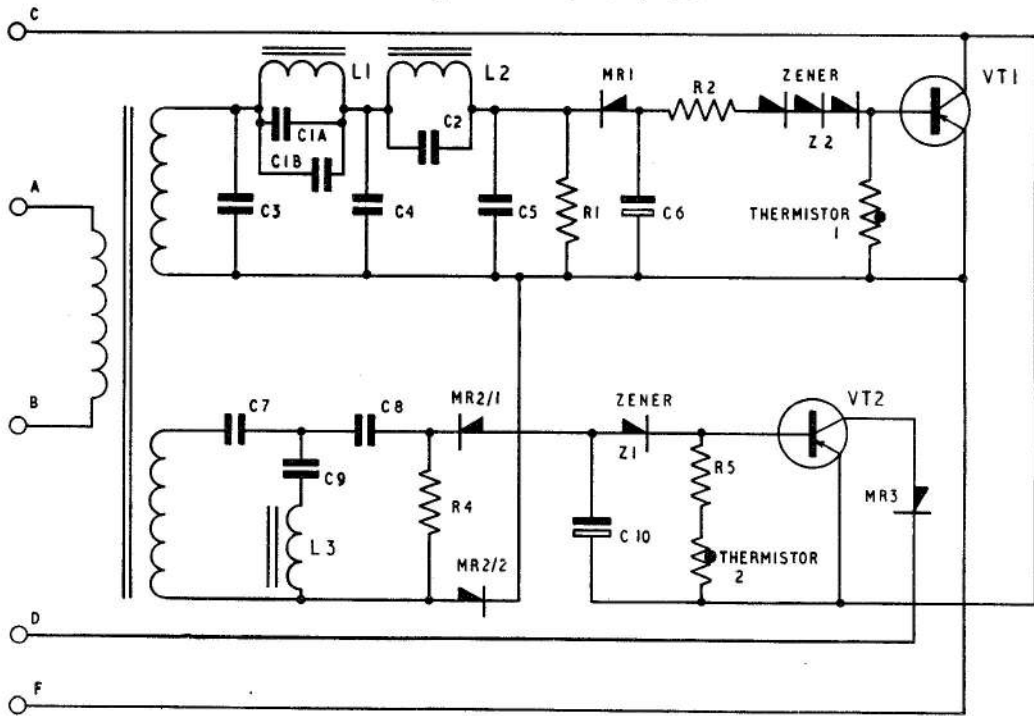 C
L1
L2
MR1
R2
ZENER
VT1
C1A
C2
Z2
C1B
A
C3
C4
C5
R1
C6
THERMISTOR
1
B
C7
C8
MR2/1
ZENER
VT2
C9
Z1
R5
R4
MR3
L3
C10
THERMISTOR
2
MR2/2
D
F